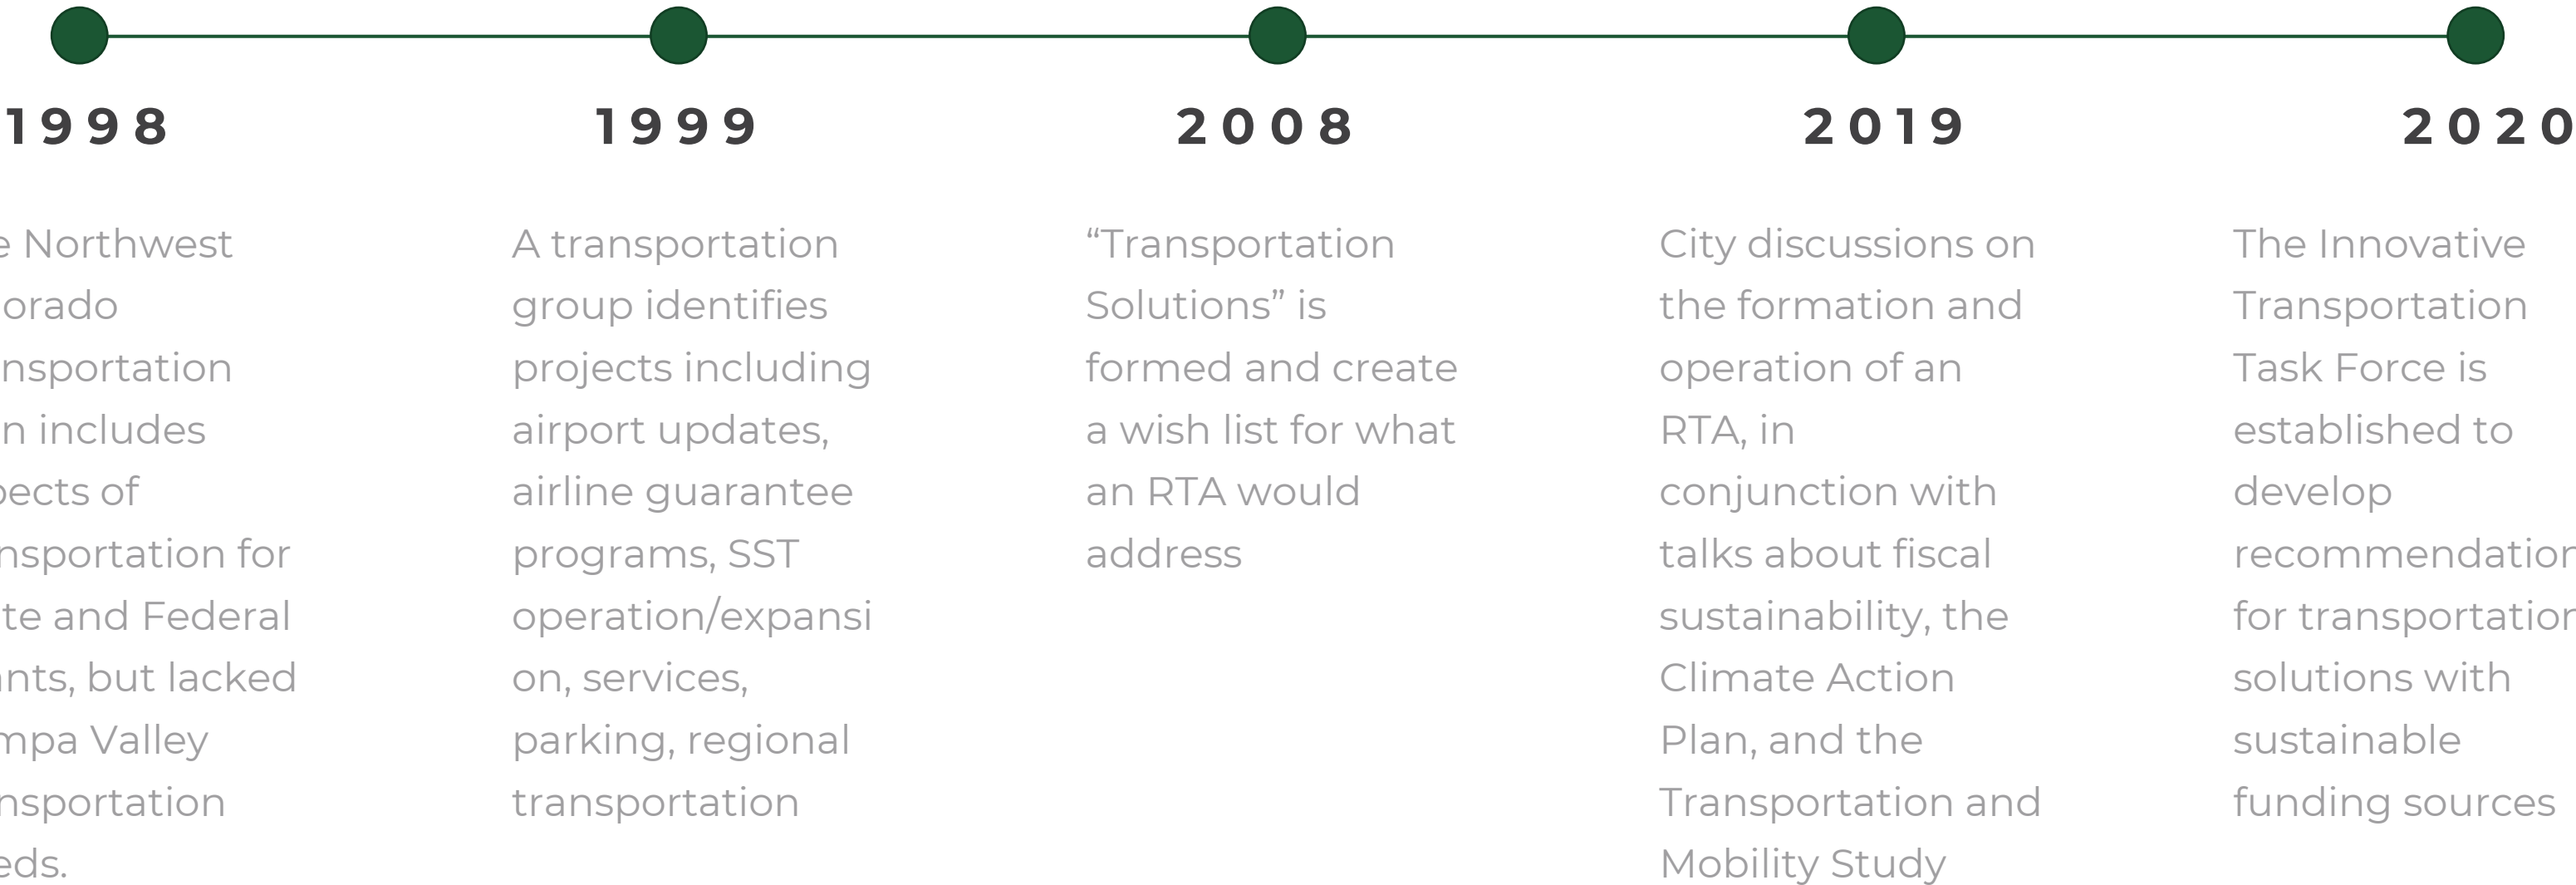 1998
1999
2008
2019
2020
Northwest
orado
nsportation
n includes
pects of
nsportation for
te and Federal
nts, but lacked
mpa Valley
nsportation
eds.
A transportation
group identifies
projects including
airport updates,
airline guarantee
programs, SST
operation/expansi
on, services,
parking, regional
transportation
“Transportation
Solutions” is
formed and create
a wish list for what
an RTA would
address
City discussions on
the formation and
operation of an
RTA, in
conjunction with
talks about fiscal
sustainability, the
Climate Action
Plan, and the
Transportation and
Mobility Study
The Innovative
Transportation
Task Force is
established to
develop
recommendation
for transportation
solutions with
sustainable
funding sources